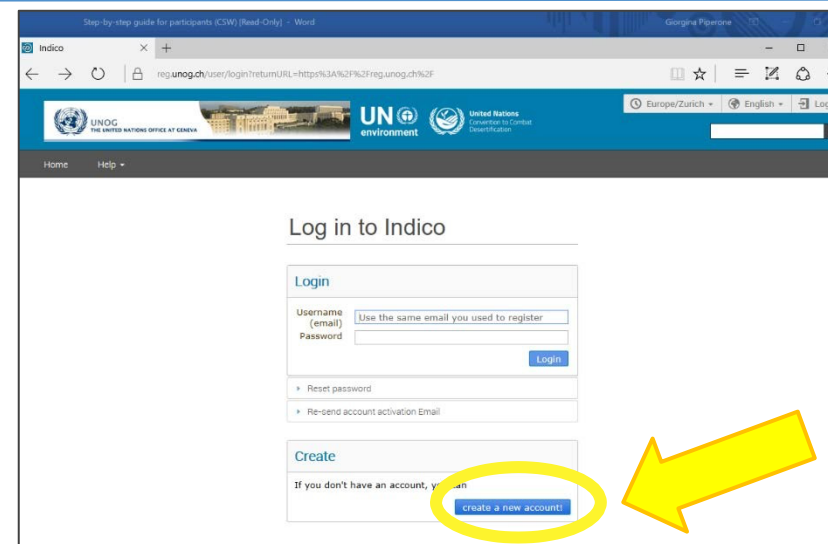 Step-by-step guide for participants (CSW) [Read-Only] - Word
Giorgina Piperone
Indico
reg.unog.ch/user/login?returnURL=https%3A%2F%2Freg.unog.ch%2F
Europe/Zurich
English
UNOG
THE UNITED NATIONS OFFICE AT GENEVA
UN
environment
United Nations
Convention to Combat
Desertification
Home
Help
Log in to Indico
Login
Username
(email)
Use the same email you used to register
Password
Login
Reset password
Re-send account activation Email
Create
If you don't have an account,
create a new account!